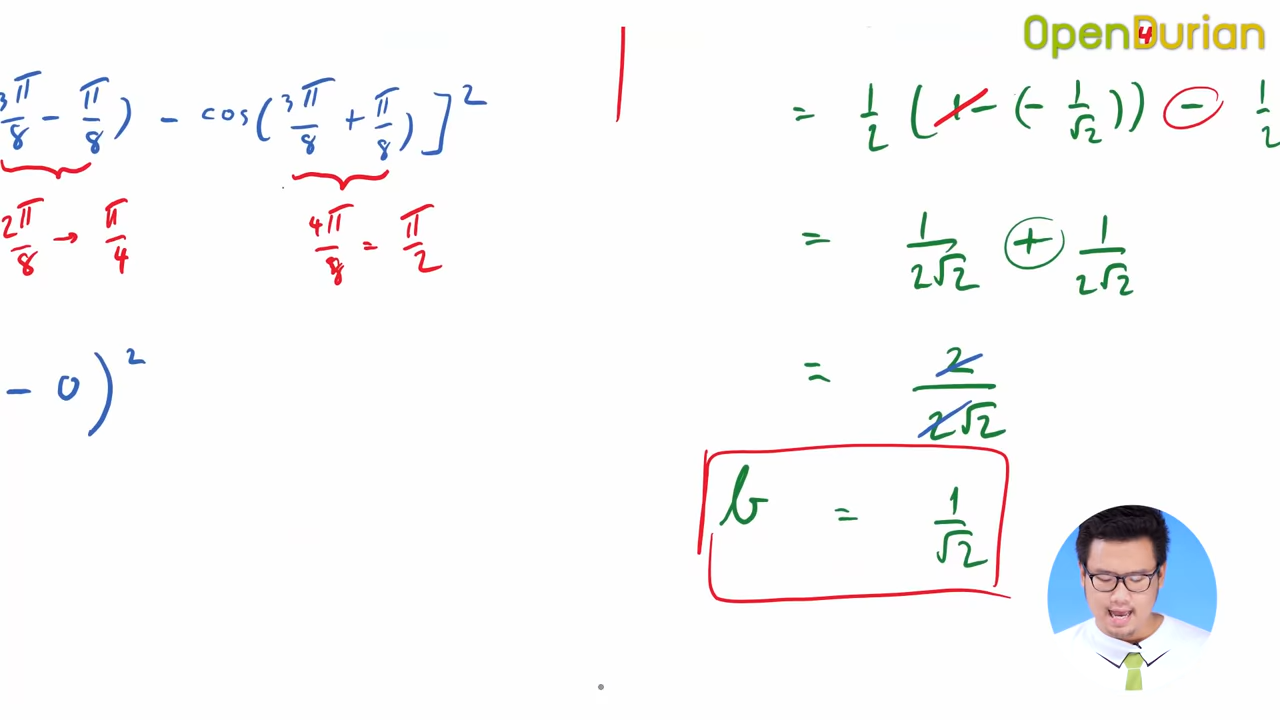 OpenDurian
4
3π/8 - π/8) - cos(3π/8 + π/8)]²
2π/8 → π/4
4π/8 = π/2
- 0)²
= 1/2 (1 - (- 1/√2)) - 1/2
= 1/2√2 + 1/2√2
= 2/2√2
b = 1/√2